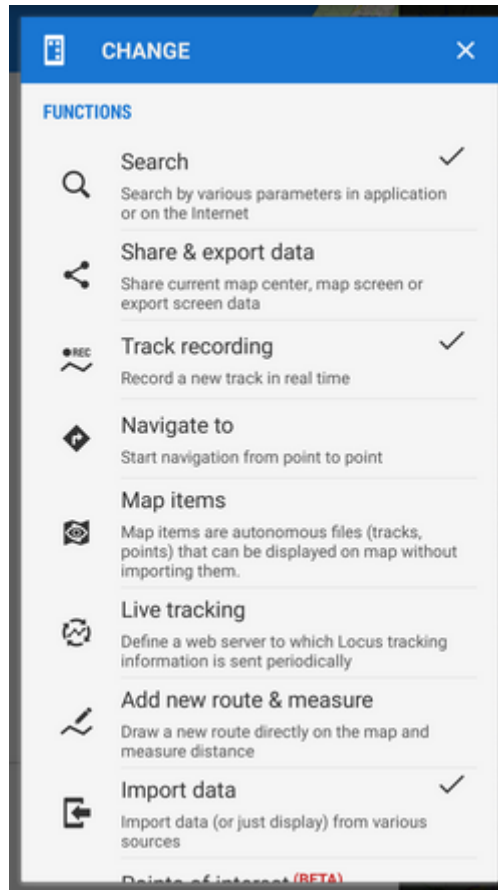 CHANGE
FUNCTIONS
Search
Search by various parameters in application
or on the Internet
Share & export data
Share current map center, map screen or
export screen data
REC
Track recording
Record a new track in real time
Navigate to
Start navigation from point to point
Map items
Map items are autonomous files (tracks,
points) that can be displayed on map without
importing them.
Live tracking
Define a web server to which Locus tracking
information is sent periodically
Add new route & measure
Draw a new route directly on the map and
measure distance
Import data
Import data (or just display) from various
sources
Points of interest (BETA)